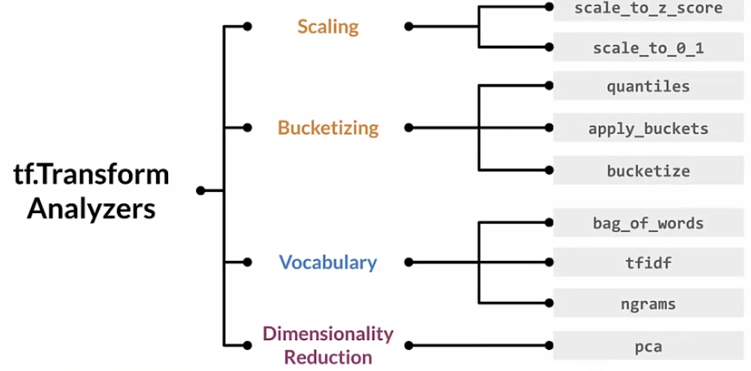 scale_to_z_score
Scaling
scale_to_0_1
quantiles
Bucketizing
apply_buckets
bucketize
tf.Transform
Analyzers
bag_of_words
Vocabulary
tfidf
ngrams
Dimensionality
Reduction
pca